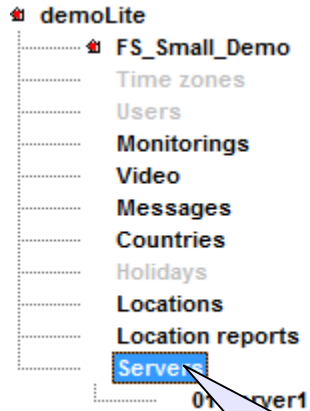 demoLite
FS_Small_Demo
Time zones
Users
Monitorings
Video
Messages
Countries
Holidays
Locations
Location reports
Servers